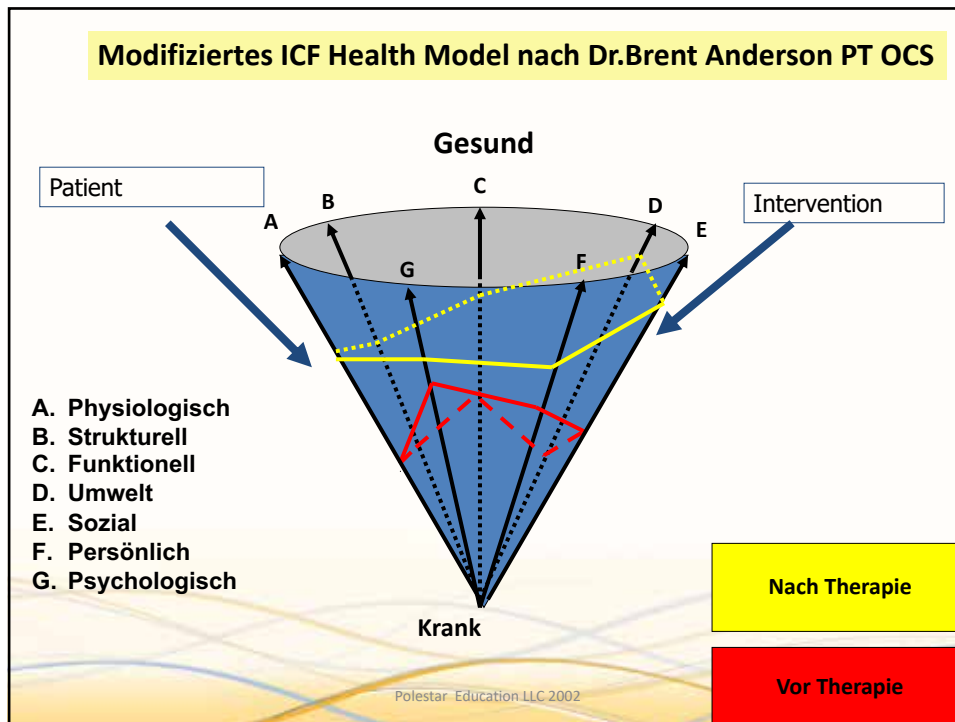 Modifiziertes ICF Health Model nach Dr.Brent Anderson PT OCS
Gesund
Patient
Intervention
A
B
C
D
E
F
G
A. Physiologisch
B. Strukturell
C. Funktionell
D. Umwelt
E. Sozial
F. Persönlich
G. Psychologisch
Krank
Nach Therapie
Vor Therapie
Polestar Education LLC 2002